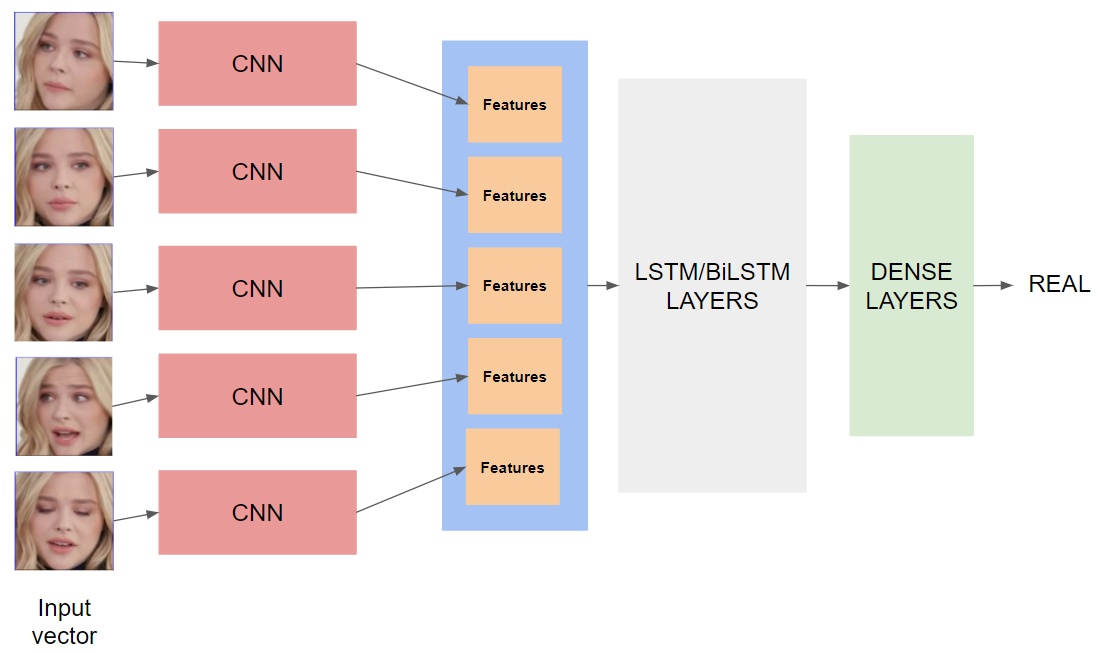 CNN
Features
CNN
Features
CNN
Features
LSTM/BiLSTM
LAYERS
DENSE
LAYERS
REAL
CNN
Features
CNN
Features
Input
vector